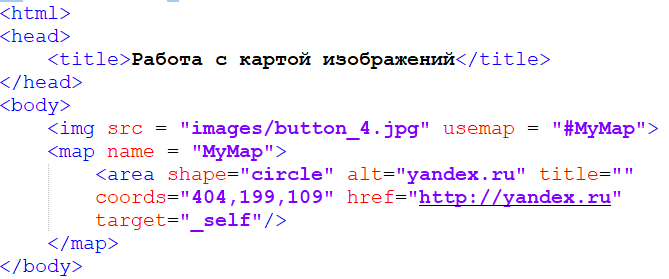 <html>
<head>
<title>Работа с картой изображений</title>
</head>
<body>
<img src = "images/button_4.jpg" usemap = "#MyMap">
<map name = "MyMap">
<area shape="circle" alt="yandex.ru" title=""
coords="404,199,109" href="http://yandex.ru"
target="_self"/>
</map>
</body>